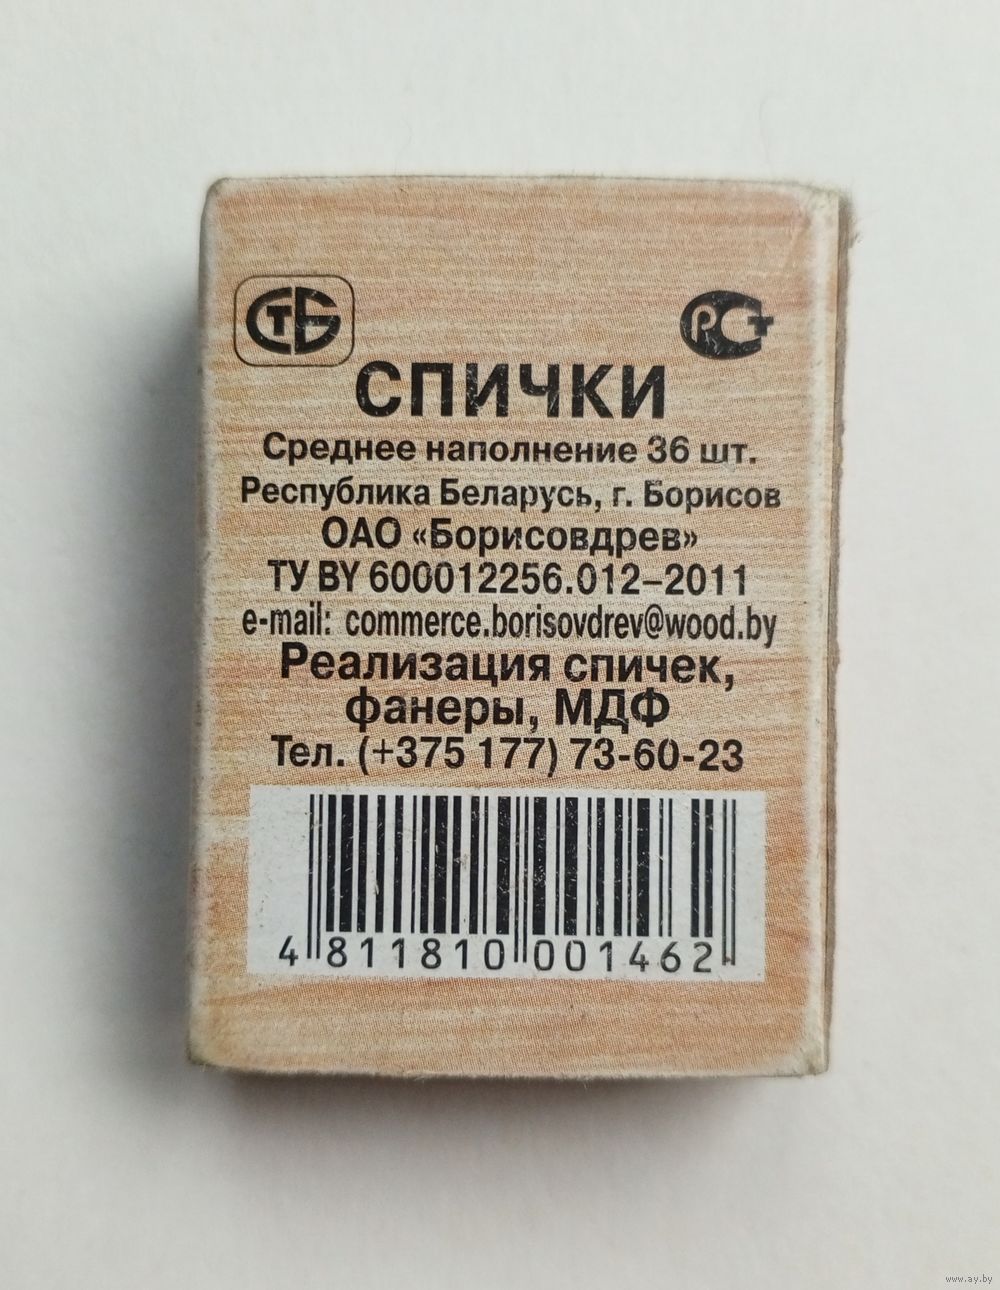 СТБ
РСТ
СПИЧКИ
Среднее наполнение 36 шт.
Республика Беларусь, г. Борисов
ОАО «Борисовдрев»
ТУ BY 600012256.012–2011
e-mail: commerce.borisovdrev@wood.by
Реализация спичек,
фанеры, МДФ
Тел. (+375 177) 73-60-23
4 811810 001462
www.ay.by